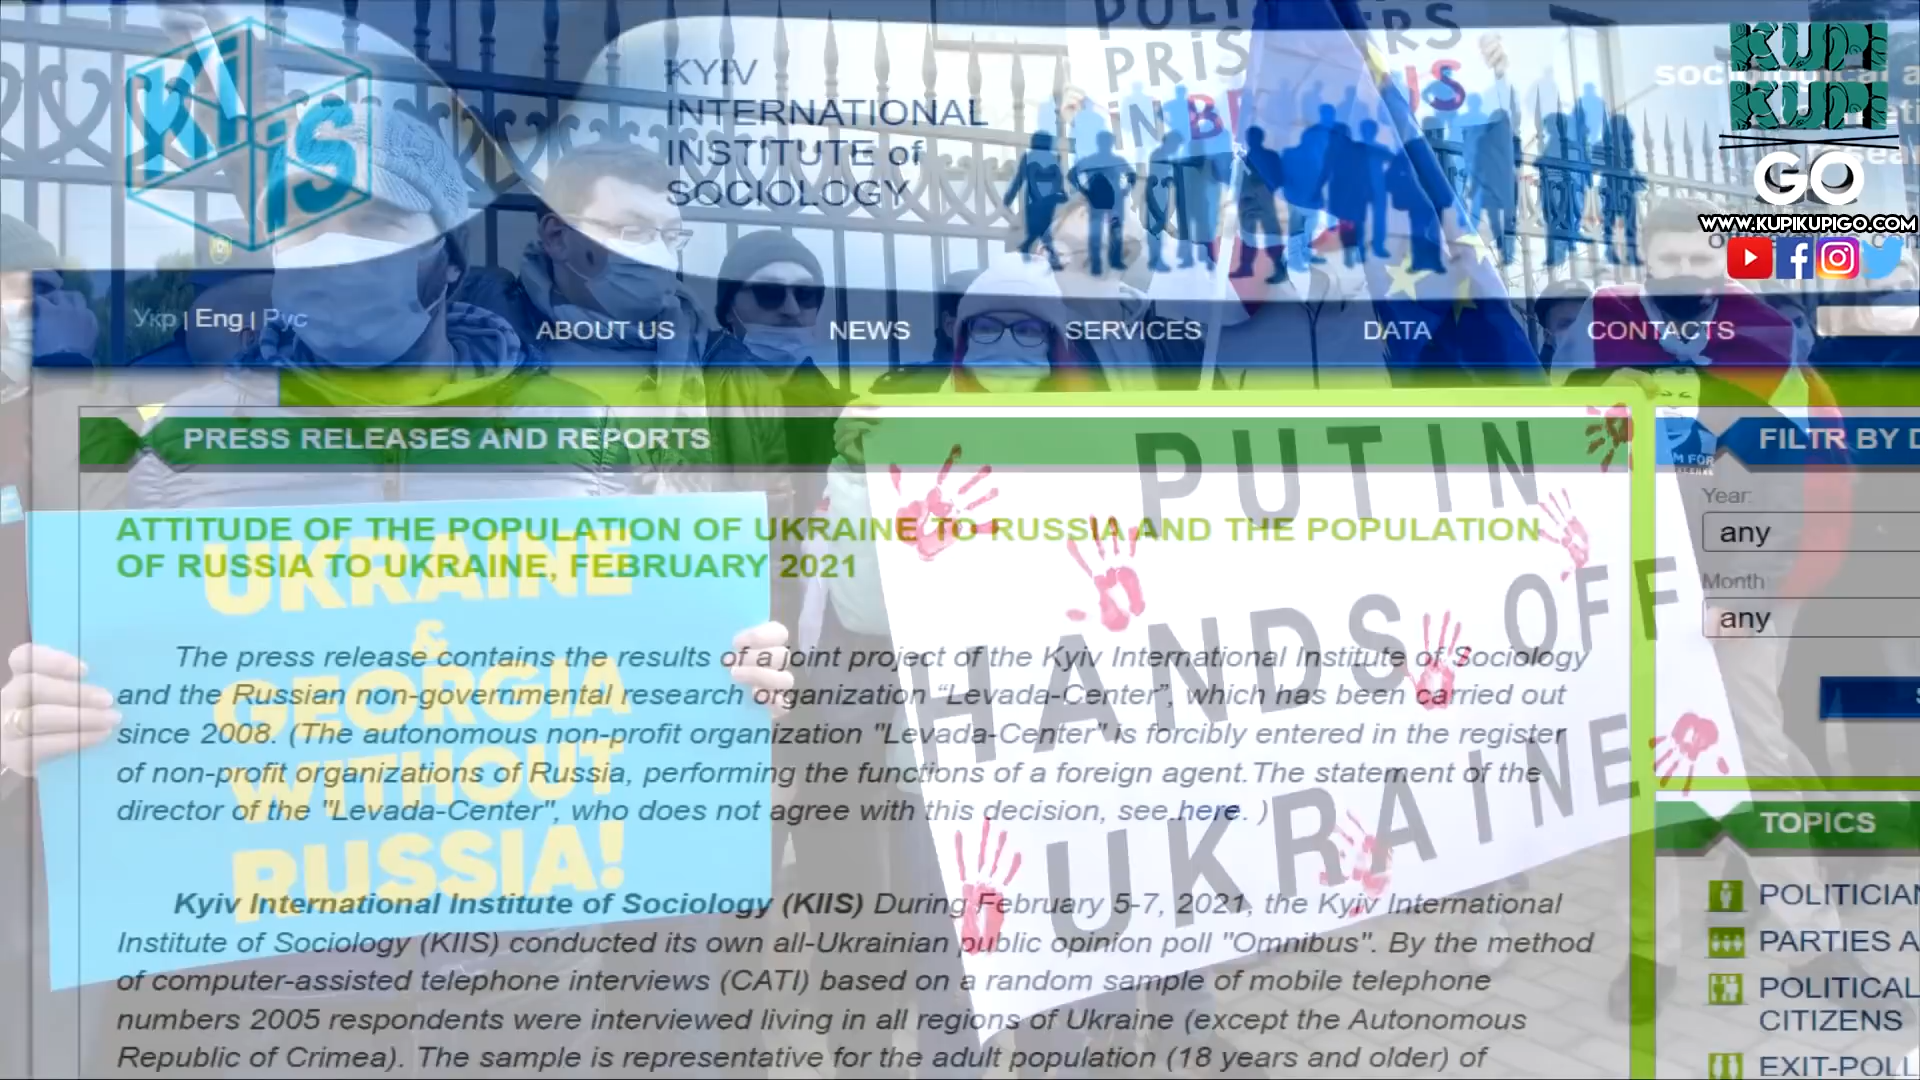 KiiS
KYIV
INTERNATIONAL
INSTITUTE of
SOCIOLOGY
POLIT
PRIS ERS
iN BE US
KUPI
KUPI
GO
WWW.KUPIKUPIGO.COM
Укр | Eng | Рус
ABOUT US
NEWS
SERVICES
DATA
CONTACTS
PRESS RELEASES AND REPORTS
FILTR BY D
M FOR
Year:
any
Month
any
ATTITUDE OF THE POPULATION OF UKRAINE TO RUSSIA AND THE POPULATION
OF RUSSIA TO UKRAINE, FEBRUARY 2021
UKRAINE
&
GEORGIA
WITHOUT
RUSSIA!
PUTIN
HANDS OFF
UKRAINE
The press release contains the results of a joint project of the Kyiv International Institute of Sociology
and the Russian non-governmental research organization “Levada-Center”, which has been carried out
since 2008. (The autonomous non-profit organization "Levada-Center" is forcibly entered in the register
of non-profit organizations of Russia, performing the functions of a foreign agent.The statement of the
director of the "Levada-Center", who does not agree with this decision, see here. )
Kyiv International Institute of Sociology (KIIS) During February 5-7, 2021, the Kyiv International
Institute of Sociology (KIIS) conducted its own all-Ukrainian public opinion poll "Omnibus". By the method
of computer-assisted telephone interviews (CATI) based on a random sample of mobile telephone
numbers 2005 respondents were interviewed living in all regions of Ukraine (except the Autonomous
Republic of Crimea). The sample is representative for the adult population (18 years and older) of
TOPICS
POLITICIAN
PARTIES A
POLITICAL
CITIZENS
EXIT-POLL